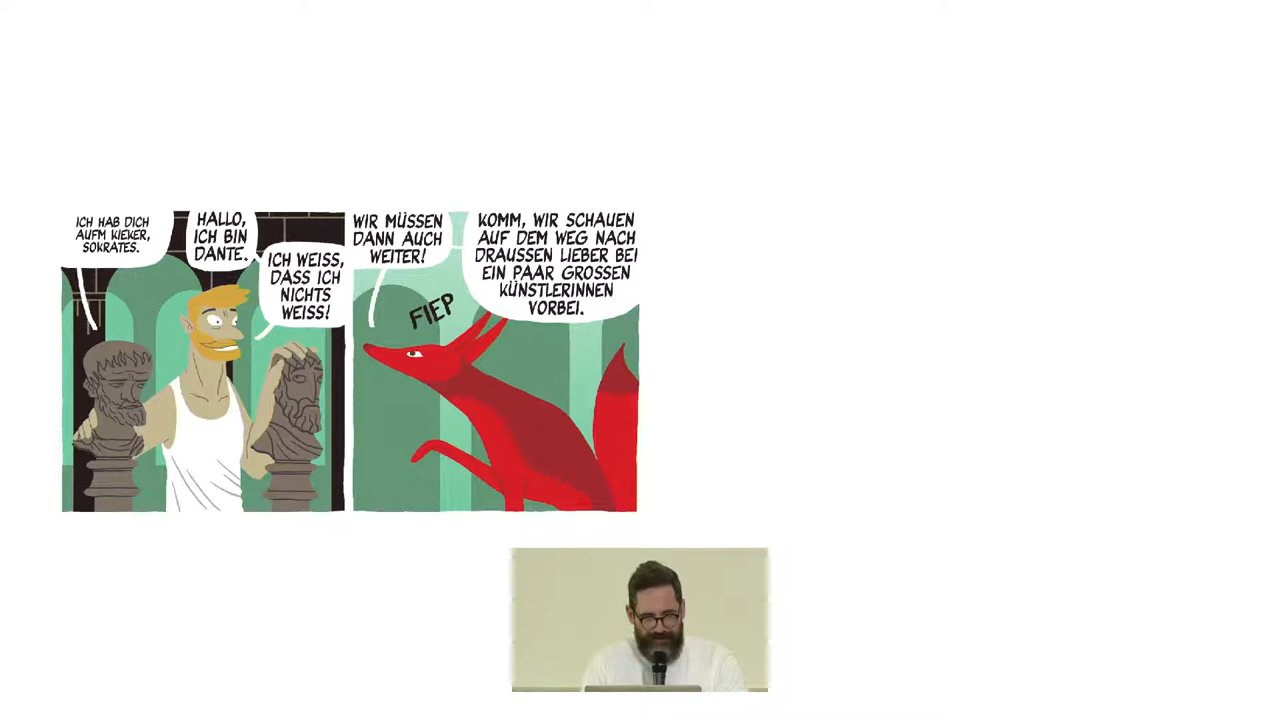 ICH HAB DICH
AUFM KIEKER,
SOKRATES.
HALLO,
ICH BIN
DANTE.
ICH WEISS,
DASS ICH
NICHTS
WEISS!
WIR MÜSSEN
DANN AUCH
WEITER!
FIEP
KOMM, WIR SCHAUEN
AUF DEM WEG NACH
DRAUSSEN LIEBER BEI
EIN PAAR GROSSEN
KÜNSTLERINNEN
VORBEI.